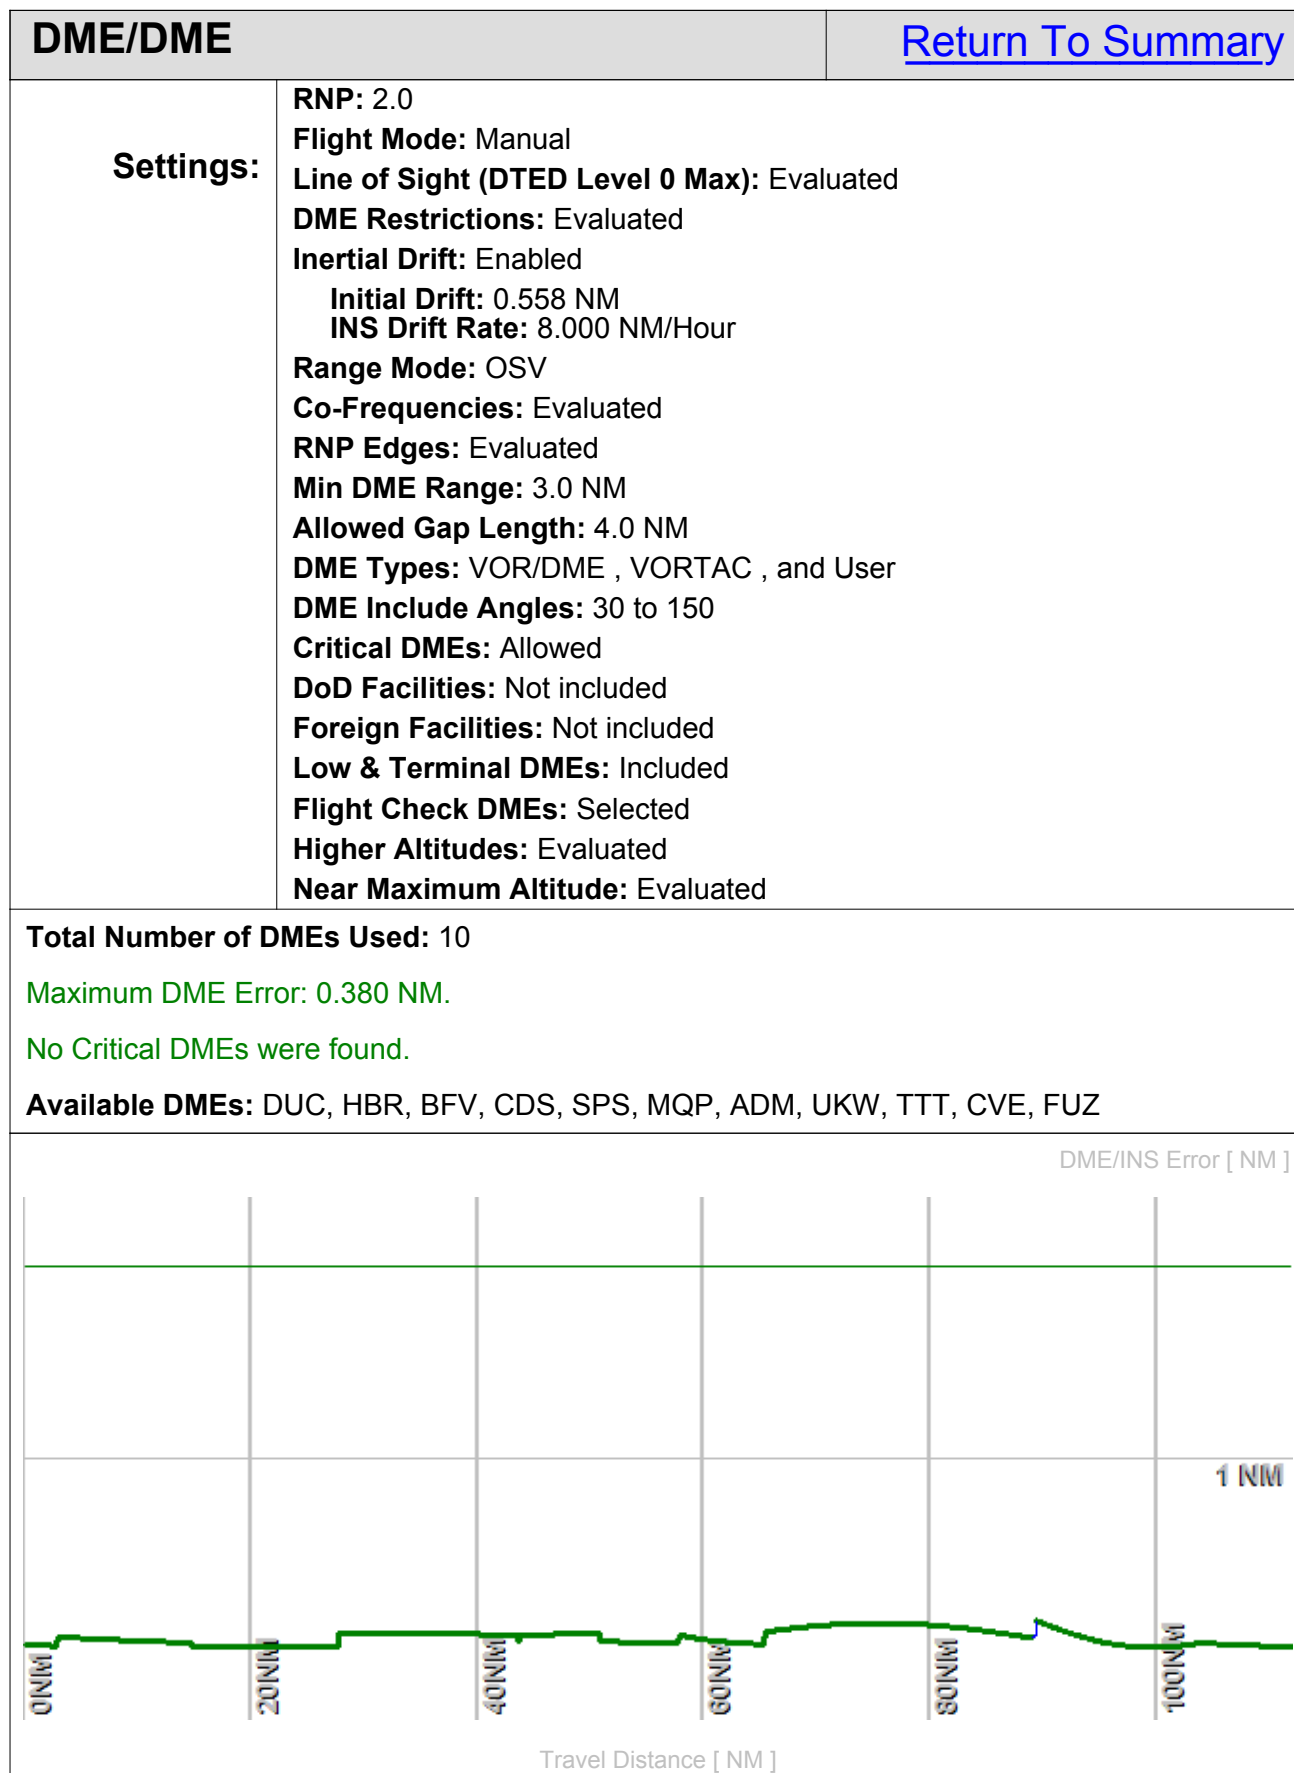 DME/DME
Return To Summary
Settings:
RNP: 2.0
Flight Mode: Manual
Line of Sight (DTED Level 0 Max): Evaluated
DME Restrictions: Evaluated
Inertial Drift: Enabled
Initial Drift: 0.558 NM
INS Drift Rate: 8.000 NM/Hour
Range Mode: OSV
Co-Frequencies: Evaluated
RNP Edges: Evaluated
Min DME Range: 3.0 NM
Allowed Gap Length: 4.0 NM
DME Types: VOR/DME , VORTAC , and User
DME Include Angles: 30 to 150
Critical DMEs: Allowed
DoD Facilities: Not included
Foreign Facilities: Not included
Low & Terminal DMEs: Included
Flight Check DMEs: Selected
Higher Altitudes: Evaluated
Near Maximum Altitude: Evaluated
Total Number of DMEs Used: 10
Maximum DME Error: 0.380 NM.
No Critical DMEs were found.
Available DMEs: DUC, HBR, BFV, CDS, SPS, MQP, ADM, UKW, TTT, CVE, FUZ
DME/INS Error [ NM ]
1 NM
0NM
20NM
40NM
60NM
80NM
100NM
Travel Distance [ NM ]